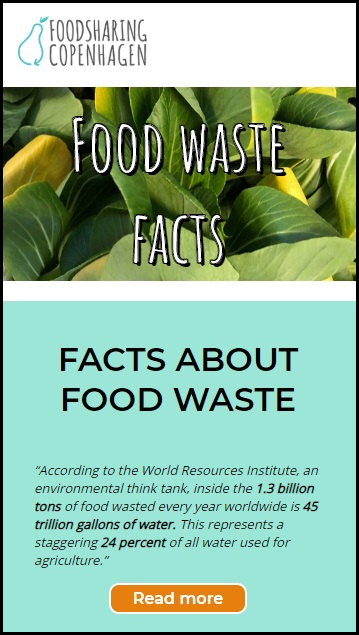 FOODSHARING
COPENHAGEN
FOOD WASTE
FACTS
FACTS ABOUT
FOOD WASTE
“According to the World Resources Institute, an
environmental think tank, inside the 1.3 billion
tons of food wasted every year worldwide is 45
trillion gallons of water. This represents a
staggering 24 percent of all water used for
agriculture.”
Read more